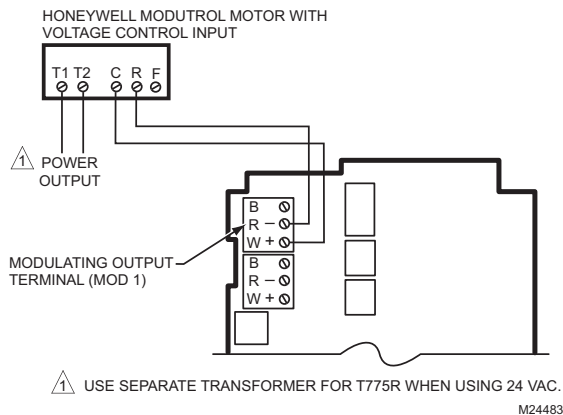 HONEYWELL MODUTROL MOTOR WITH
VOLTAGE CONTROL INPUT
T1 T2 C R F
1 POWER
OUTPUT
B
R –
W +
MODULATING OUTPUT
TERMINAL (MOD 1)
B
R –
W +
1 USE SEPARATE TRANSFORMER FOR T775R WHEN USING 24 VAC.
M24483